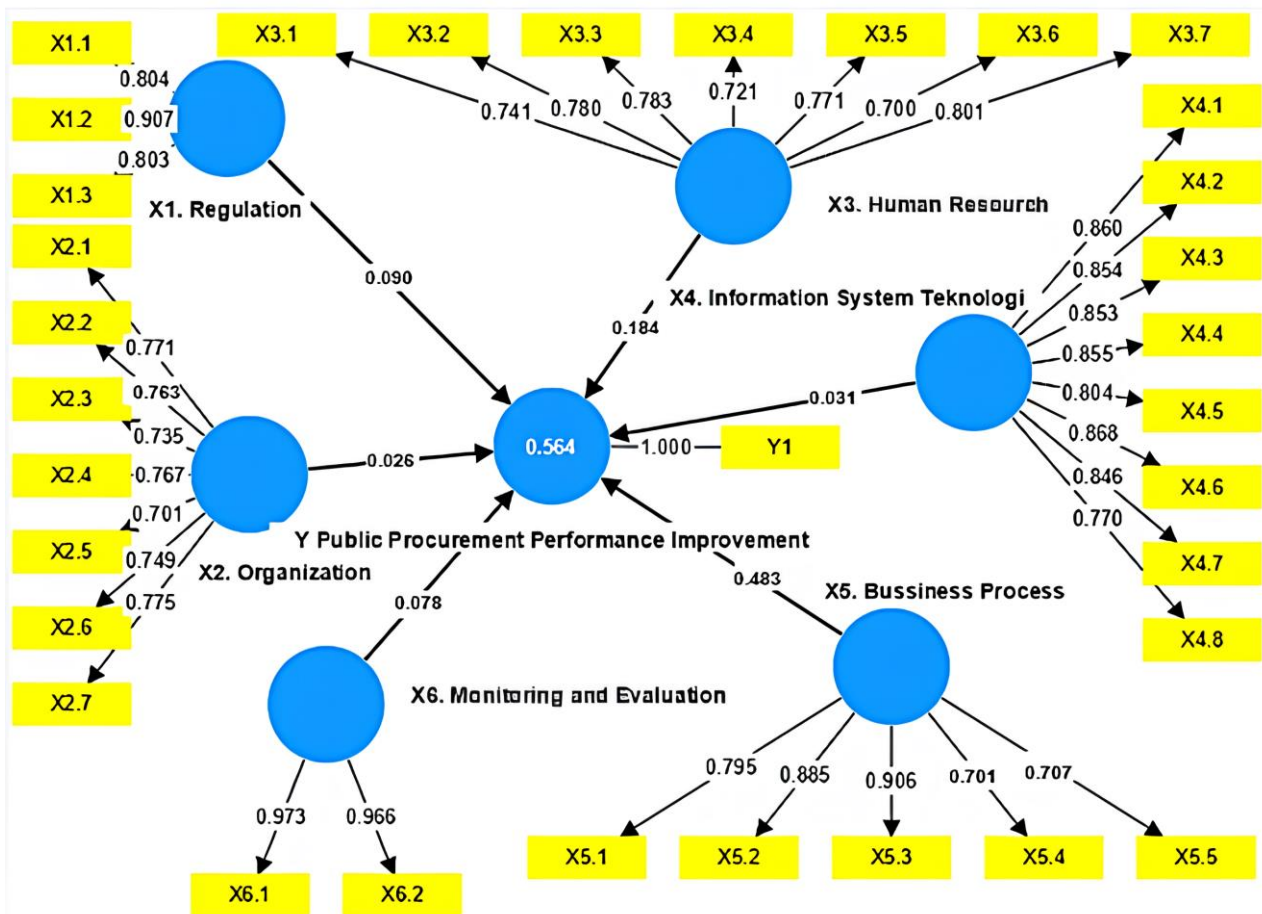 X1.1
X3.1
X3.2
X3.3
X3.4
X3.5
X3.6
X3.7
0.804
X1.2
0.907
0.803
X1.3
X1. Regulation
0.741
0.780
0.783
0.721
0.771
0.700
0.801
X3. Human Resourch
X4.1
X4.2
X4.3
X4.4
X4.5
X4.6
X4.7
X4.8
0.860
0.854
0.853
0.855
0.804
0.868
0.846
0.770
X4. Information System Teknologi
X2.1
X2.2
X2.3
X2.4
X2.5
X2.6
X2.7
0.771
0.763
0.735
0.767
0.701
0.749
0.775
X2. Organization
0.090
0.184
0.031
0.026
0.564
1.000
Y1
Y Public Procurement Performance Improvement
0.078
0.483
X5. Bussiness Process
X6. Monitoring and Evaluation
0.973
0.966
X6.1
X6.2
0.795
0.885
0.906
0.701
0.707
X5.1
X5.2
X5.3
X5.4
X5.5